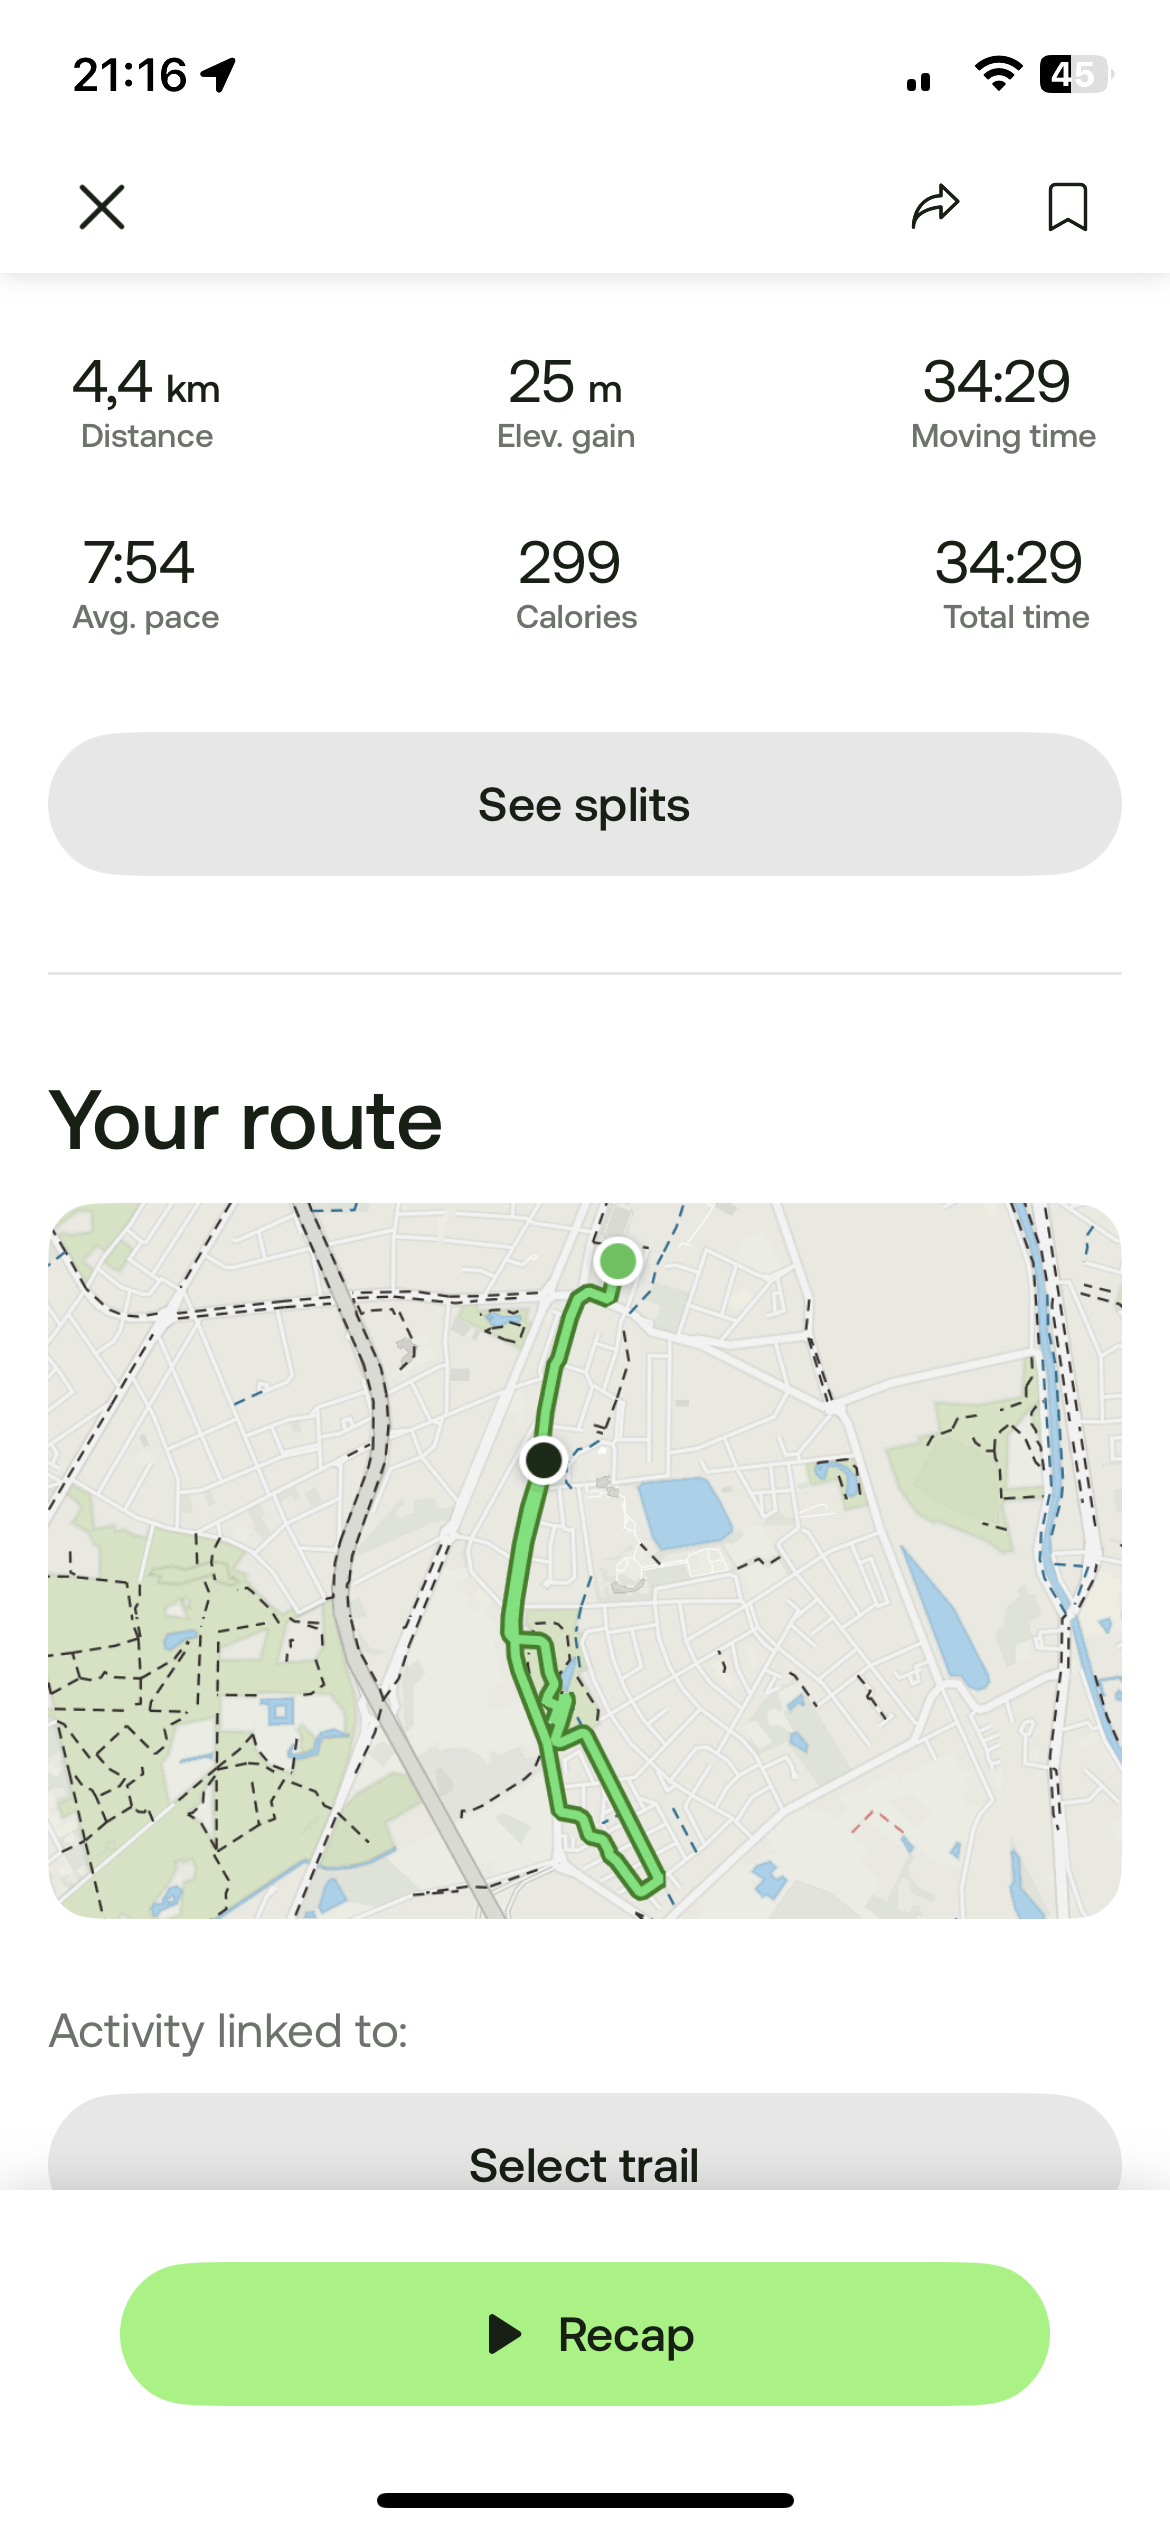 21:16
45
4,4 km 25 m 34:29
Distance Elev. gain Moving time
7:54 299 34:29
Avg. pace Calories Total time
See splits
Your route
Activity linked to:
Select trail
Recap